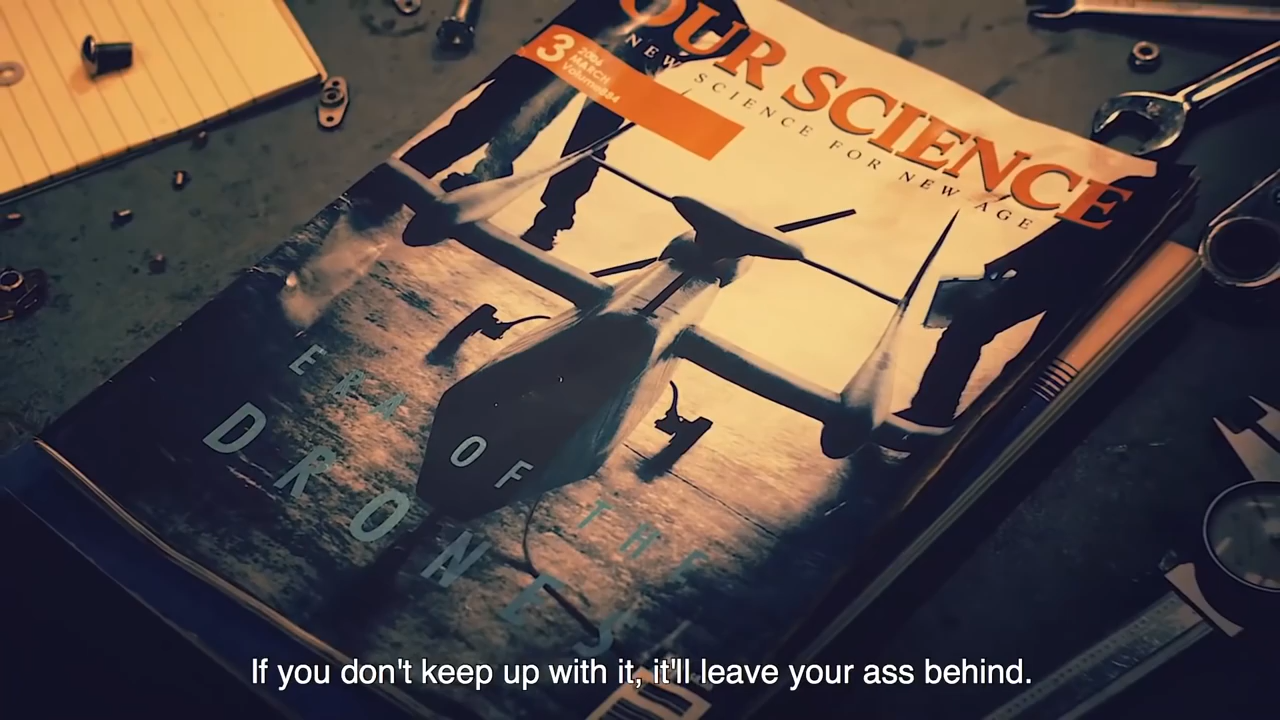 OUR SCIENCE
NEW SCIENCE FOR NEW AGE
3
2004
MARCH
ERA OF THE
DRONES
If you don't keep up with it, it'll leave your ass behind.